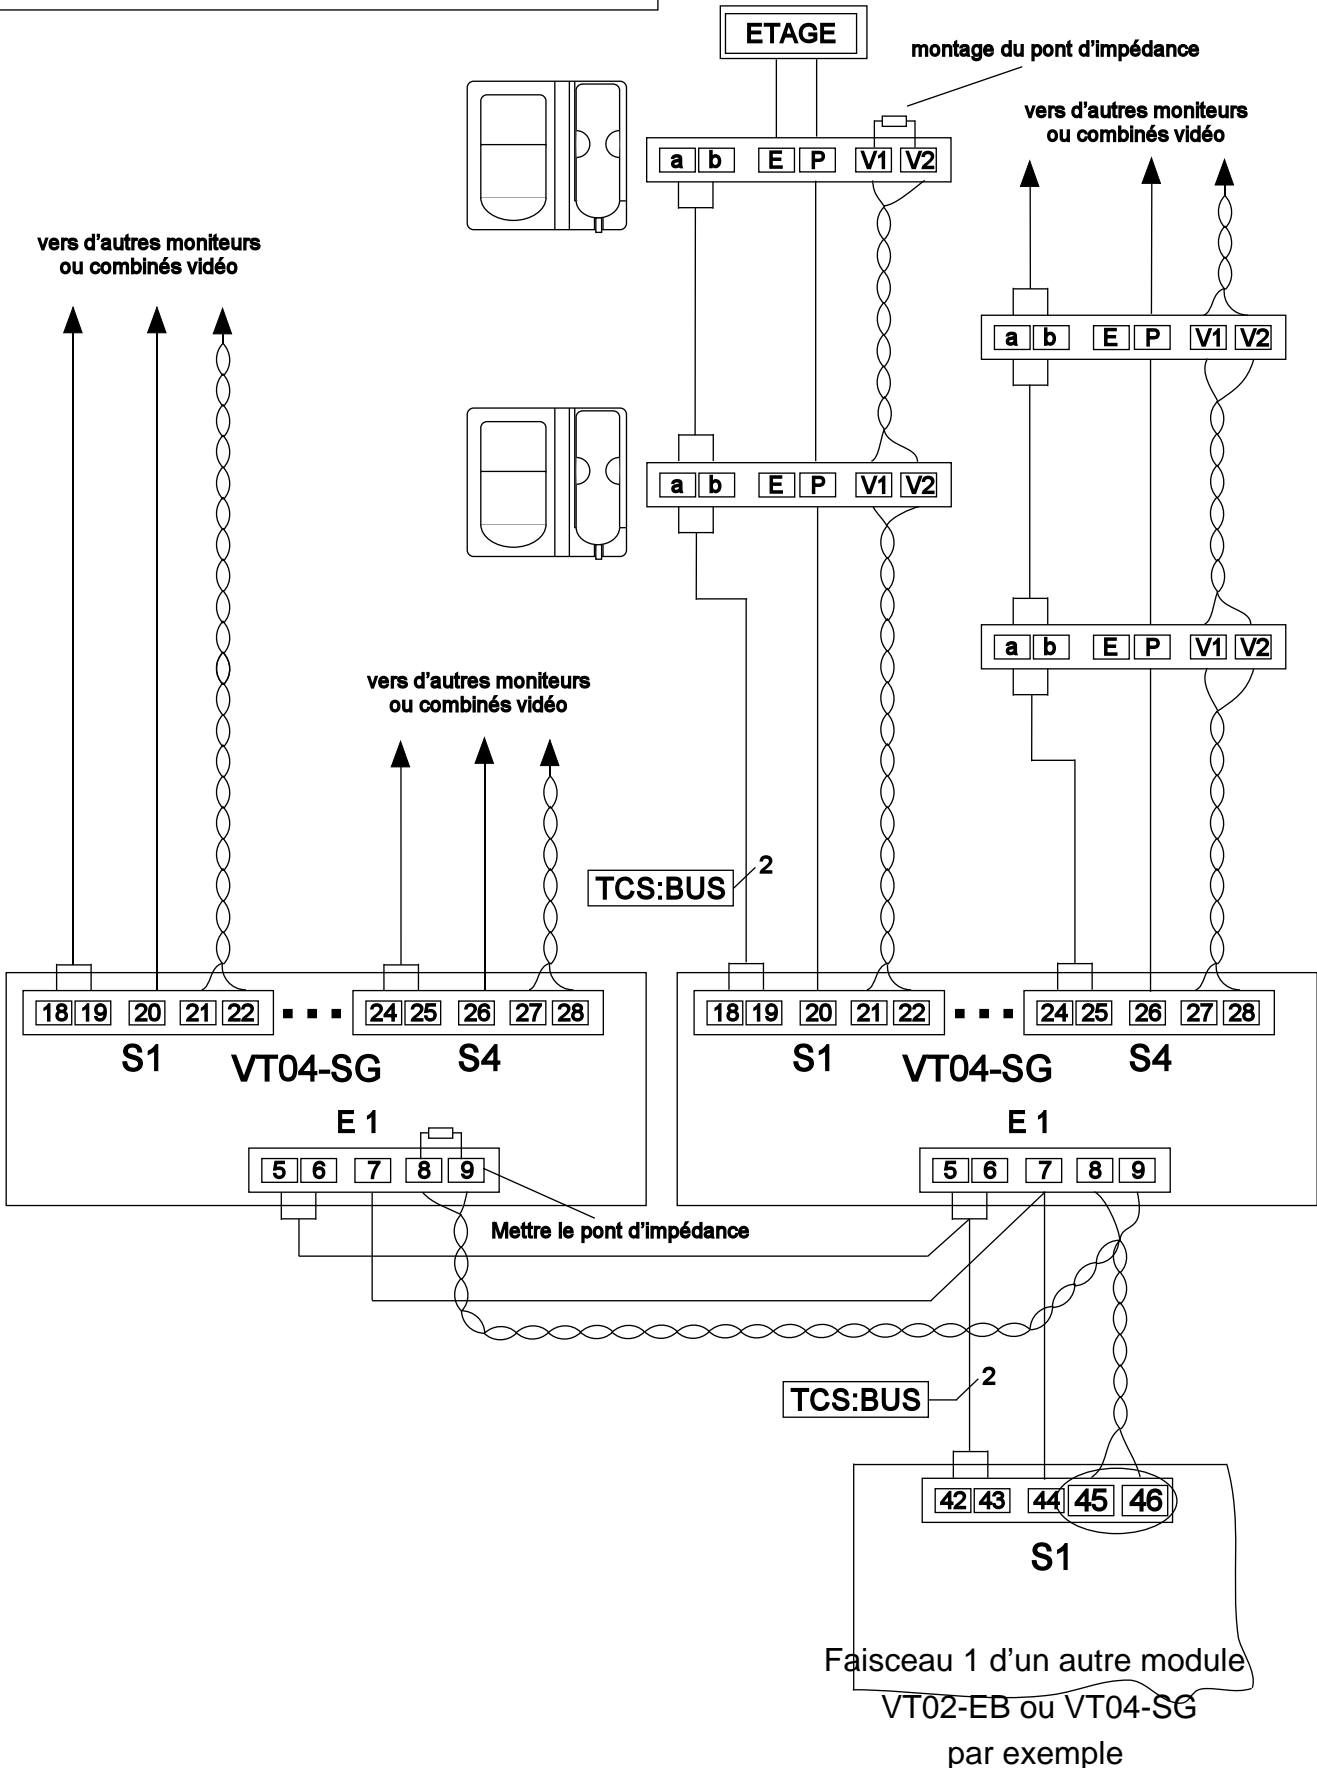 ETAGE
montage du pont d'impédance
vers d'autres moniteurs
ou combinés vidéo
a b E P V1 V2
vers d'autres moniteurs
ou combinés vidéo
a b E P V1 V2
a b E P V1 V2
a b E P V1 V2
vers d'autres moniteurs
ou combinés vidéo
2
TCS:BUS
18 19 20 21 22 24 25 26 27 28
S1 VT04-SG S4
E 1
5 6 7 8 9
18 19 20 21 22 24 25 26 27 28
S1 VT04-SG S4
E 1
5 6 7 8 9
Mettre le pont d'impédance
2
TCS:BUS
42 43 44 45 46
S1
Faisceau 1 d'un autre module
VT02-EB ou VT04-SG
par exemple